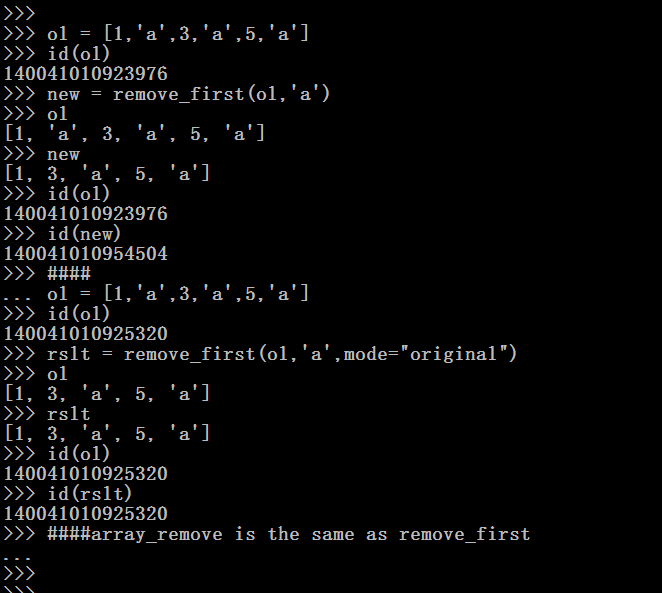 >>>
>>> ol = [1,'a',3,'a',5,'a']
>>> id(ol)
140041010923976
>>> new = remove_first(ol,'a')
>>> ol
[1, 'a', 3, 'a', 5, 'a']
>>> new
[1, 3, 'a', 5, 'a']
>>> id(ol)
140041010923976
>>> id(new)
140041010954504
>>> ####
... ol = [1,'a',3,'a',5,'a']
>>> id(ol)
140041010925320
>>> rslt = remove_first(ol,'a',mode="original")
>>> ol
[1, 3, 'a', 5, 'a']
>>> rslt
[1, 3, 'a', 5, 'a']
>>> id(ol)
140041010925320
>>> id(rslt)
140041010925320
>>> ####array_remove is the same as remove_first
...
>>>
>>>